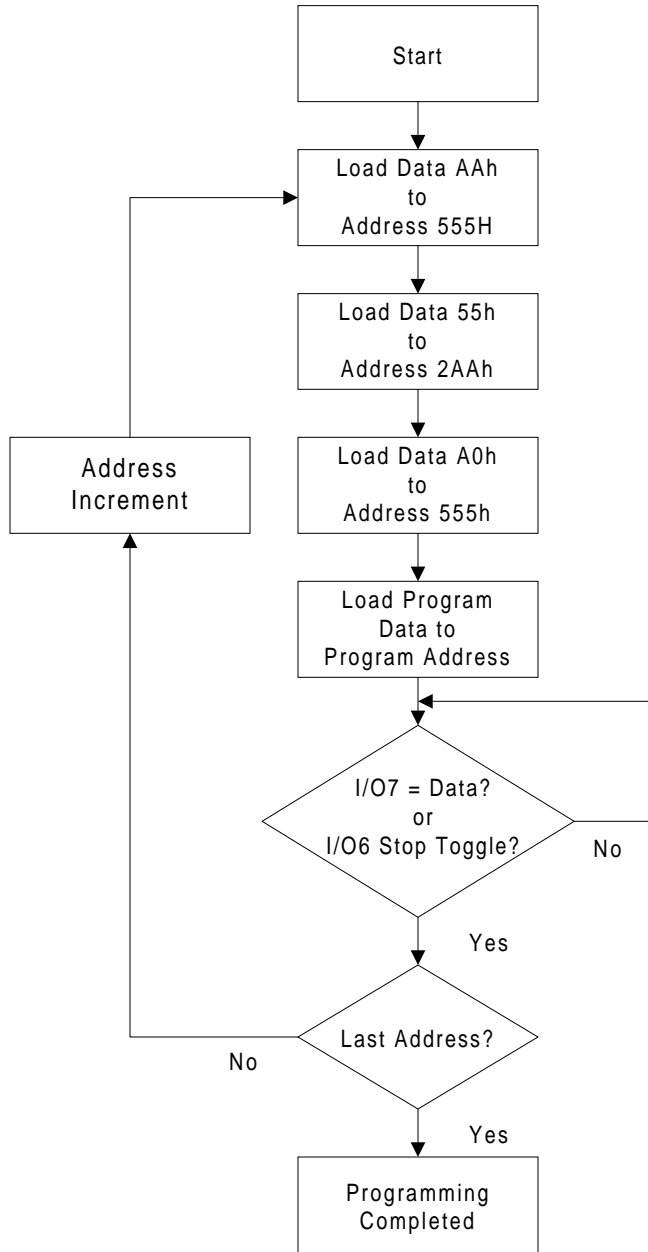 Start
Load Data AAh
to
Address 555H
Load Data 55h
to
Address 2AAh
Address
Increment
Load Data A0h
to
Address 555h
Load Program
Data to
Program Address
I/O7 = Data?
or
I/O6 Stop Toggle?
No
Yes
Last Address?
No
Yes
Programming
Completed